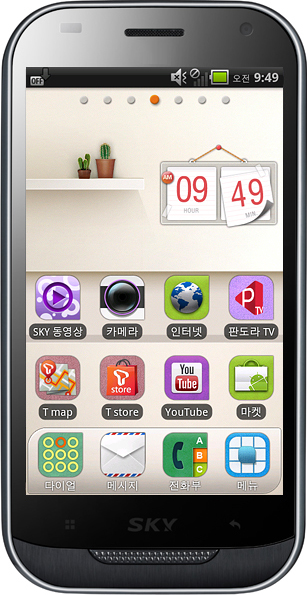 OFF
오전 9:49
AM
09
49
HOUR
MIN
TV
SKY 동영상
카메라
인터넷
판도라 TV
T store
You Tube
T map
T store
YouTube
마켓
A
B
C
다이얼
메시지
전화부
메뉴
SKY